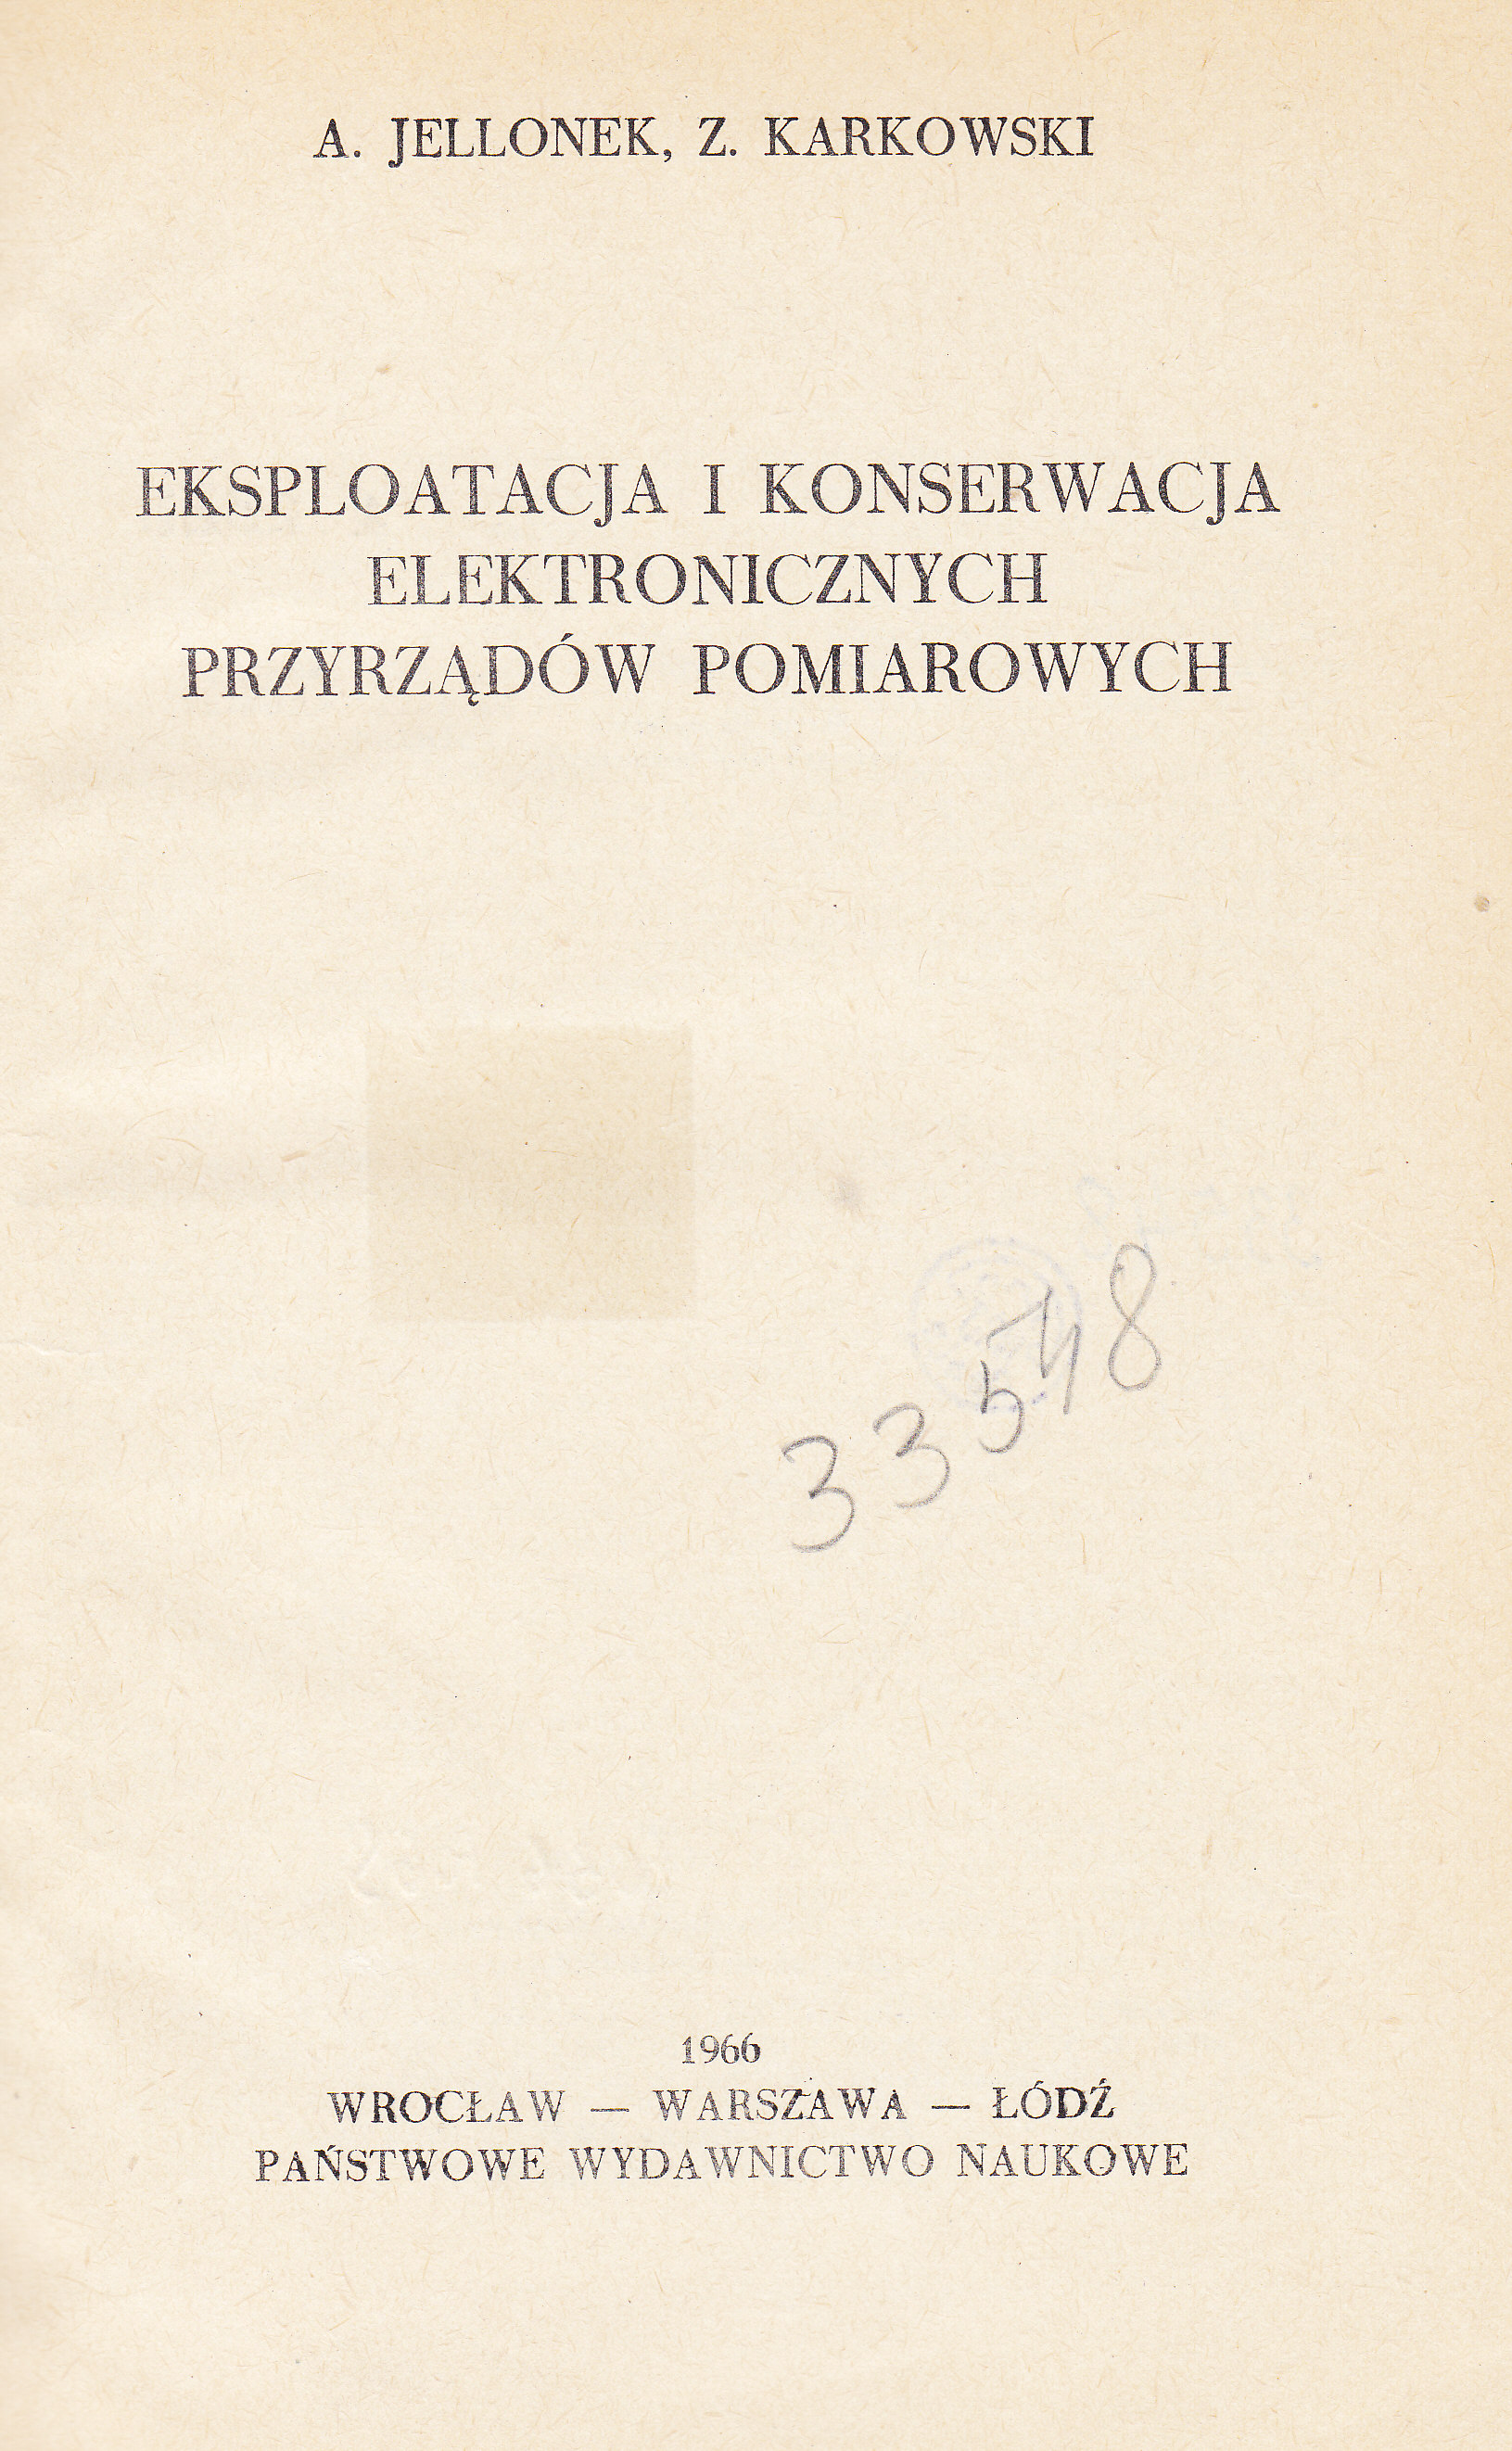 A. JELLONEK, Z. KARKOWSKI
EKSPLOATACJA I KONSERWACJA
ELEKTRONICZNYCH
PRZYRZĄDÓW POMIAROWYCH
33548
1966
WROCŁAW — WARSZAWA — ŁÓDŹ
PAŃSTWOWE WYDAWNICTWO NAUKOWE